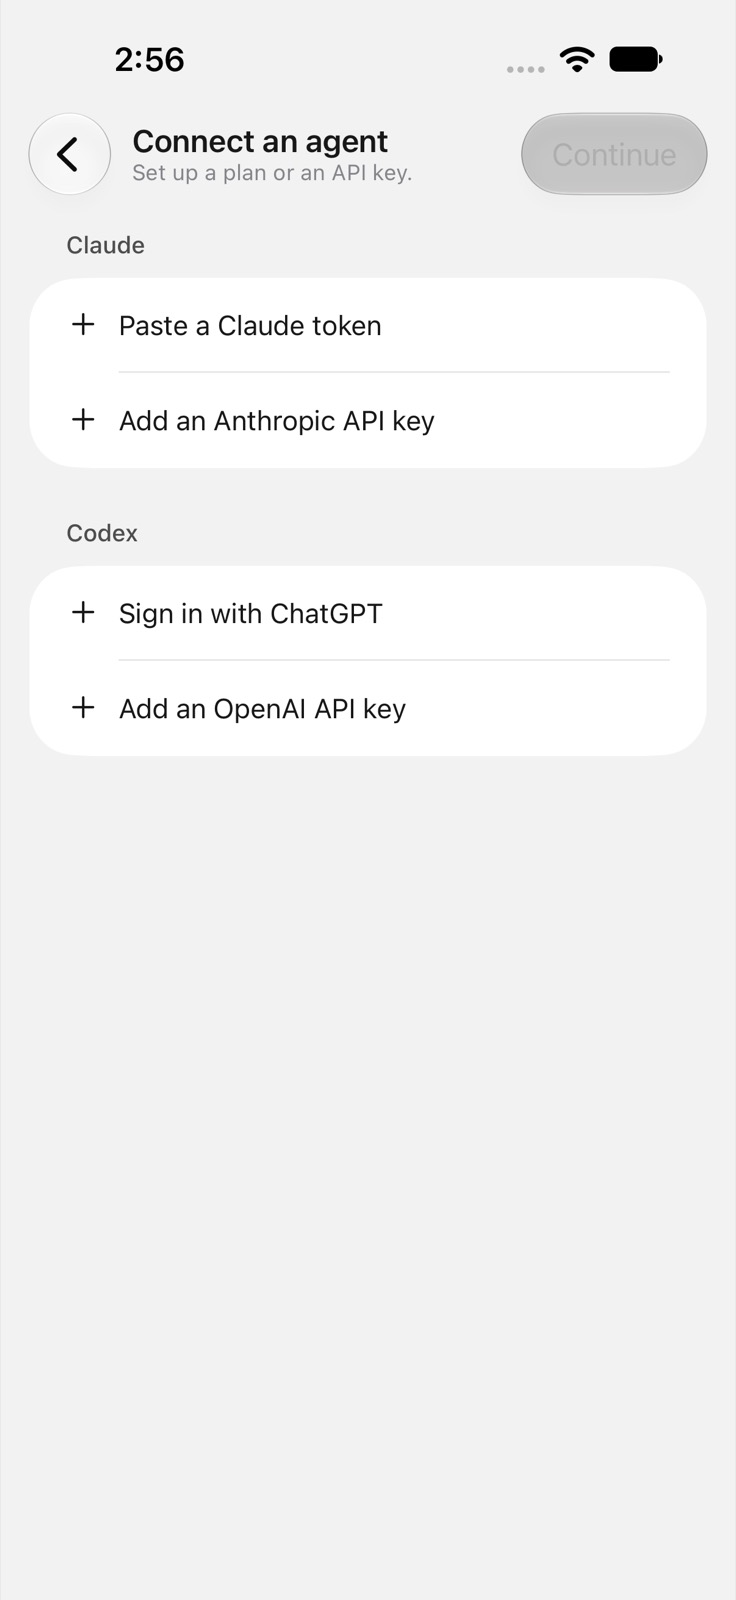 2:56
Connect an agent
Set up a plan or an API key.
Continue
Claude
Paste a Claude token
Add an Anthropic API key
Codex
Sign in with ChatGPT
Add an OpenAI API key